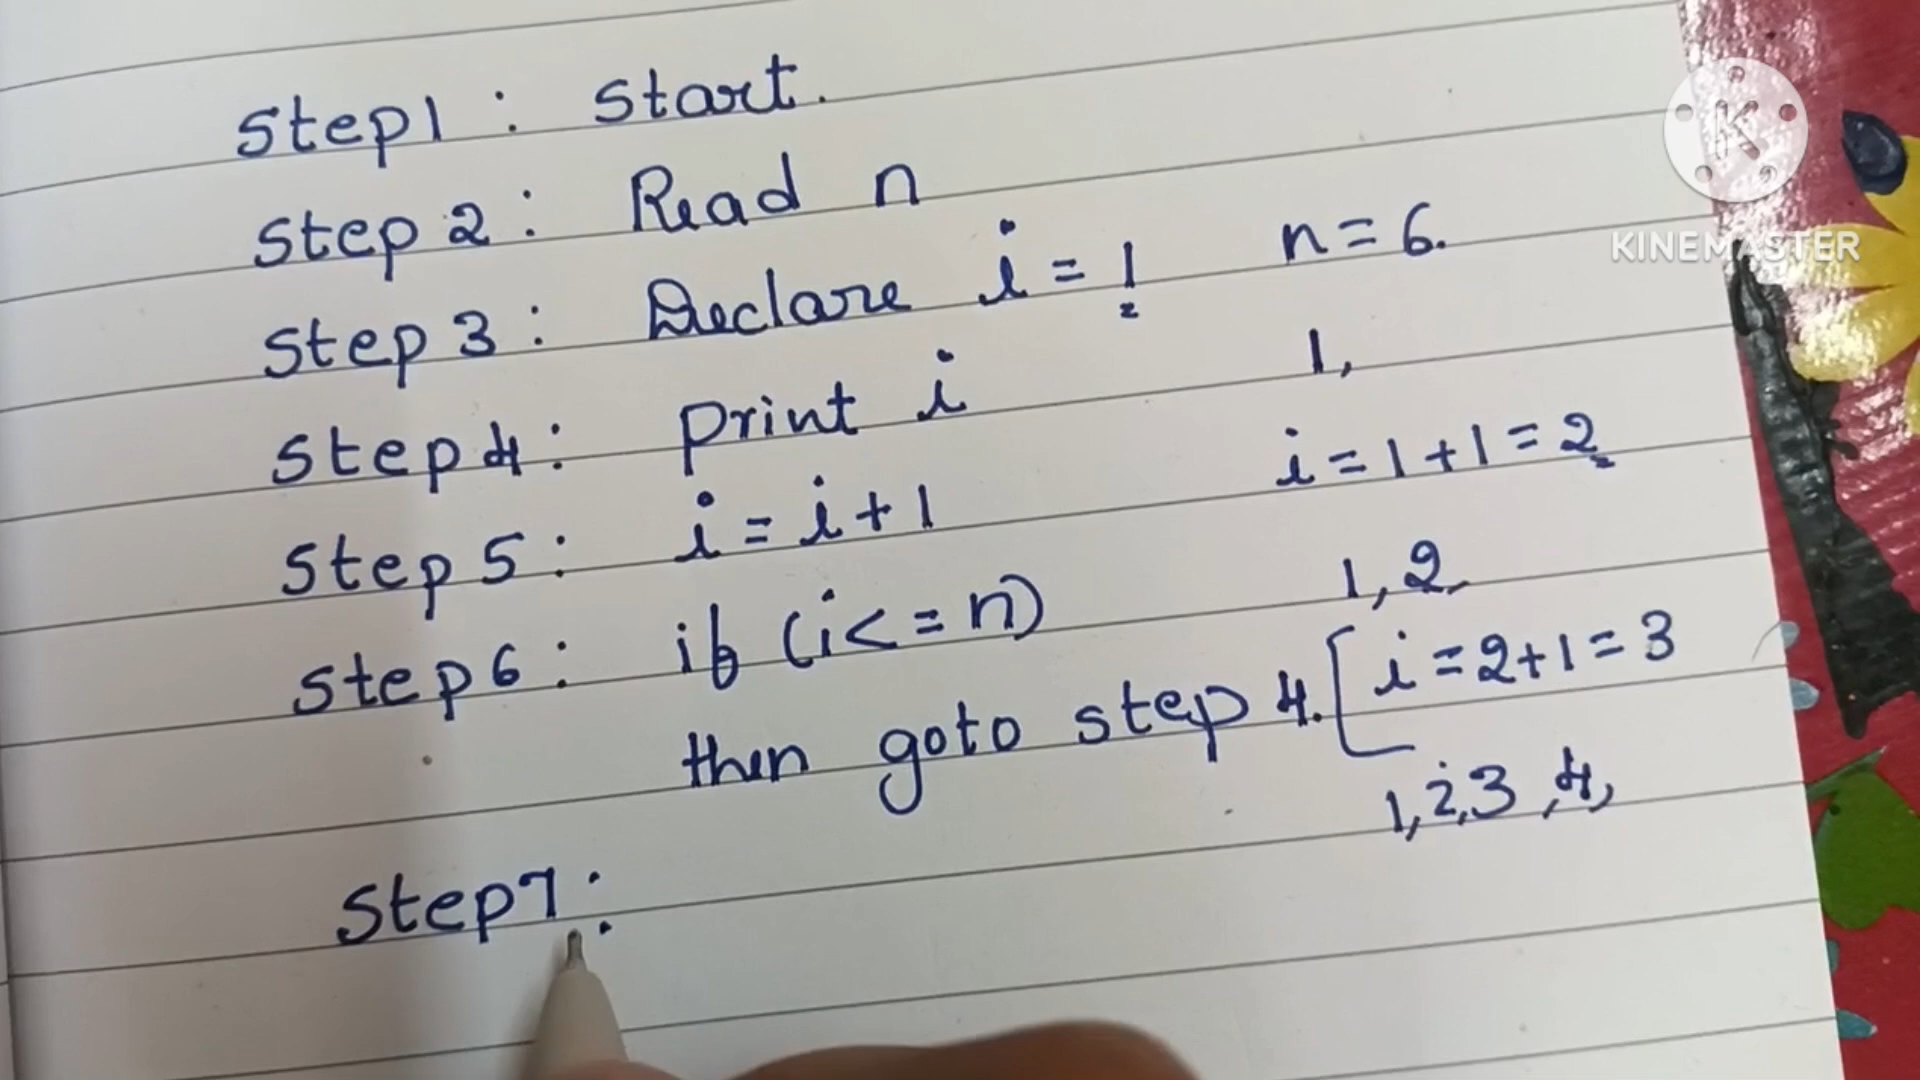 Step1 : Start.
Step 2 : Read n
Step 3 : Declare i = 1
n = 6.
Step 4 : print i
1,
Step 5 : i = i + 1
i = 1 + 1 = 2
Step 6 : if (i <= n)
1, 2,
then goto step 4.
[ i = 2 + 1 = 3
1, 2, 3, 4,
Step 7 :
K
KINEMASTER